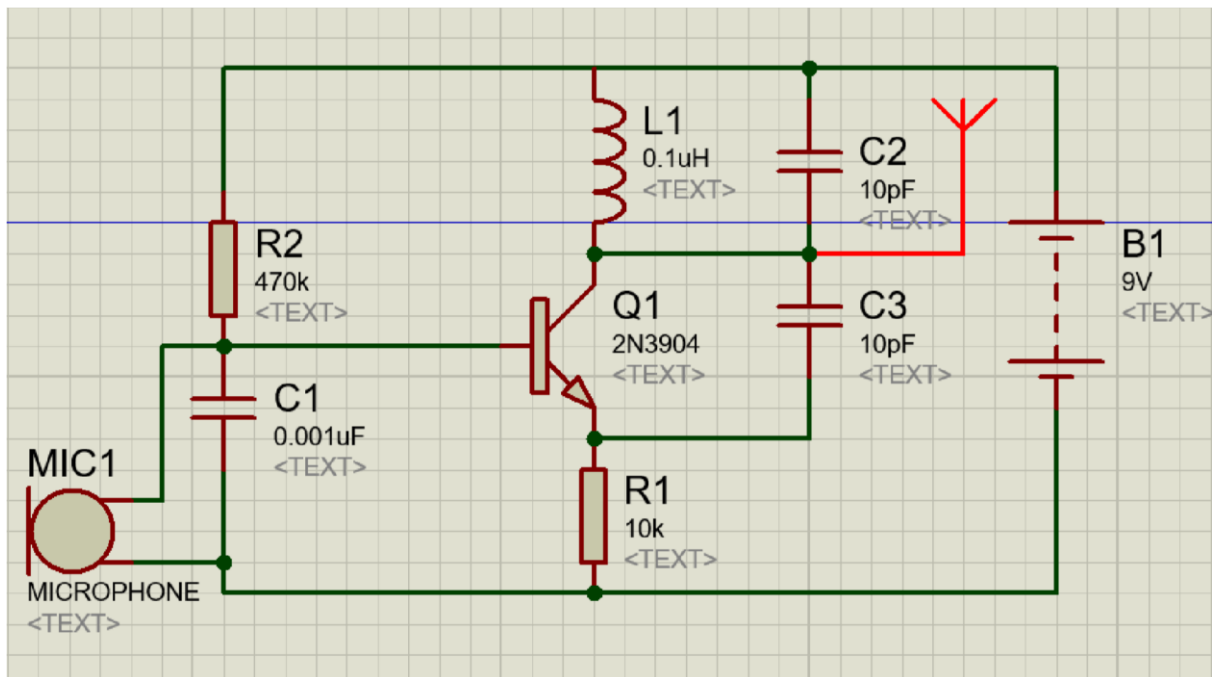 L1
0.1uH
<TEXT>
C2
10pF
<TEXT>
R2
470k
<TEXT>
B1
9V
<TEXT>
Q1
2N3904
<TEXT>
C3
10pF
<TEXT>
C1
0.001uF
<TEXT>
MIC1
MICROPHONE
<TEXT>
R1
10k
<TEXT>